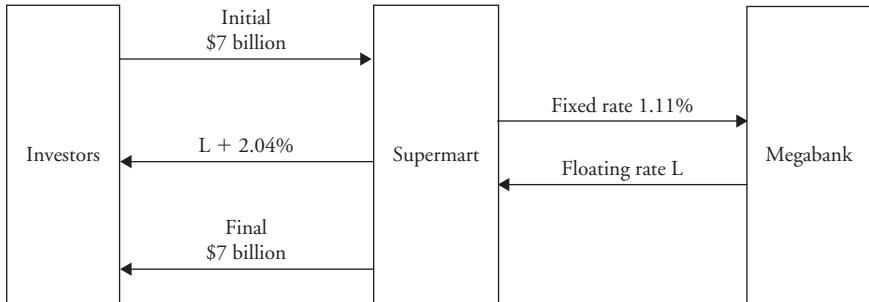 Initial
$7 billion
Fixed rate 1.11%
Investors
L + 2.04%
Supermart
Megabank
Floating rate L
Final
$7 billion